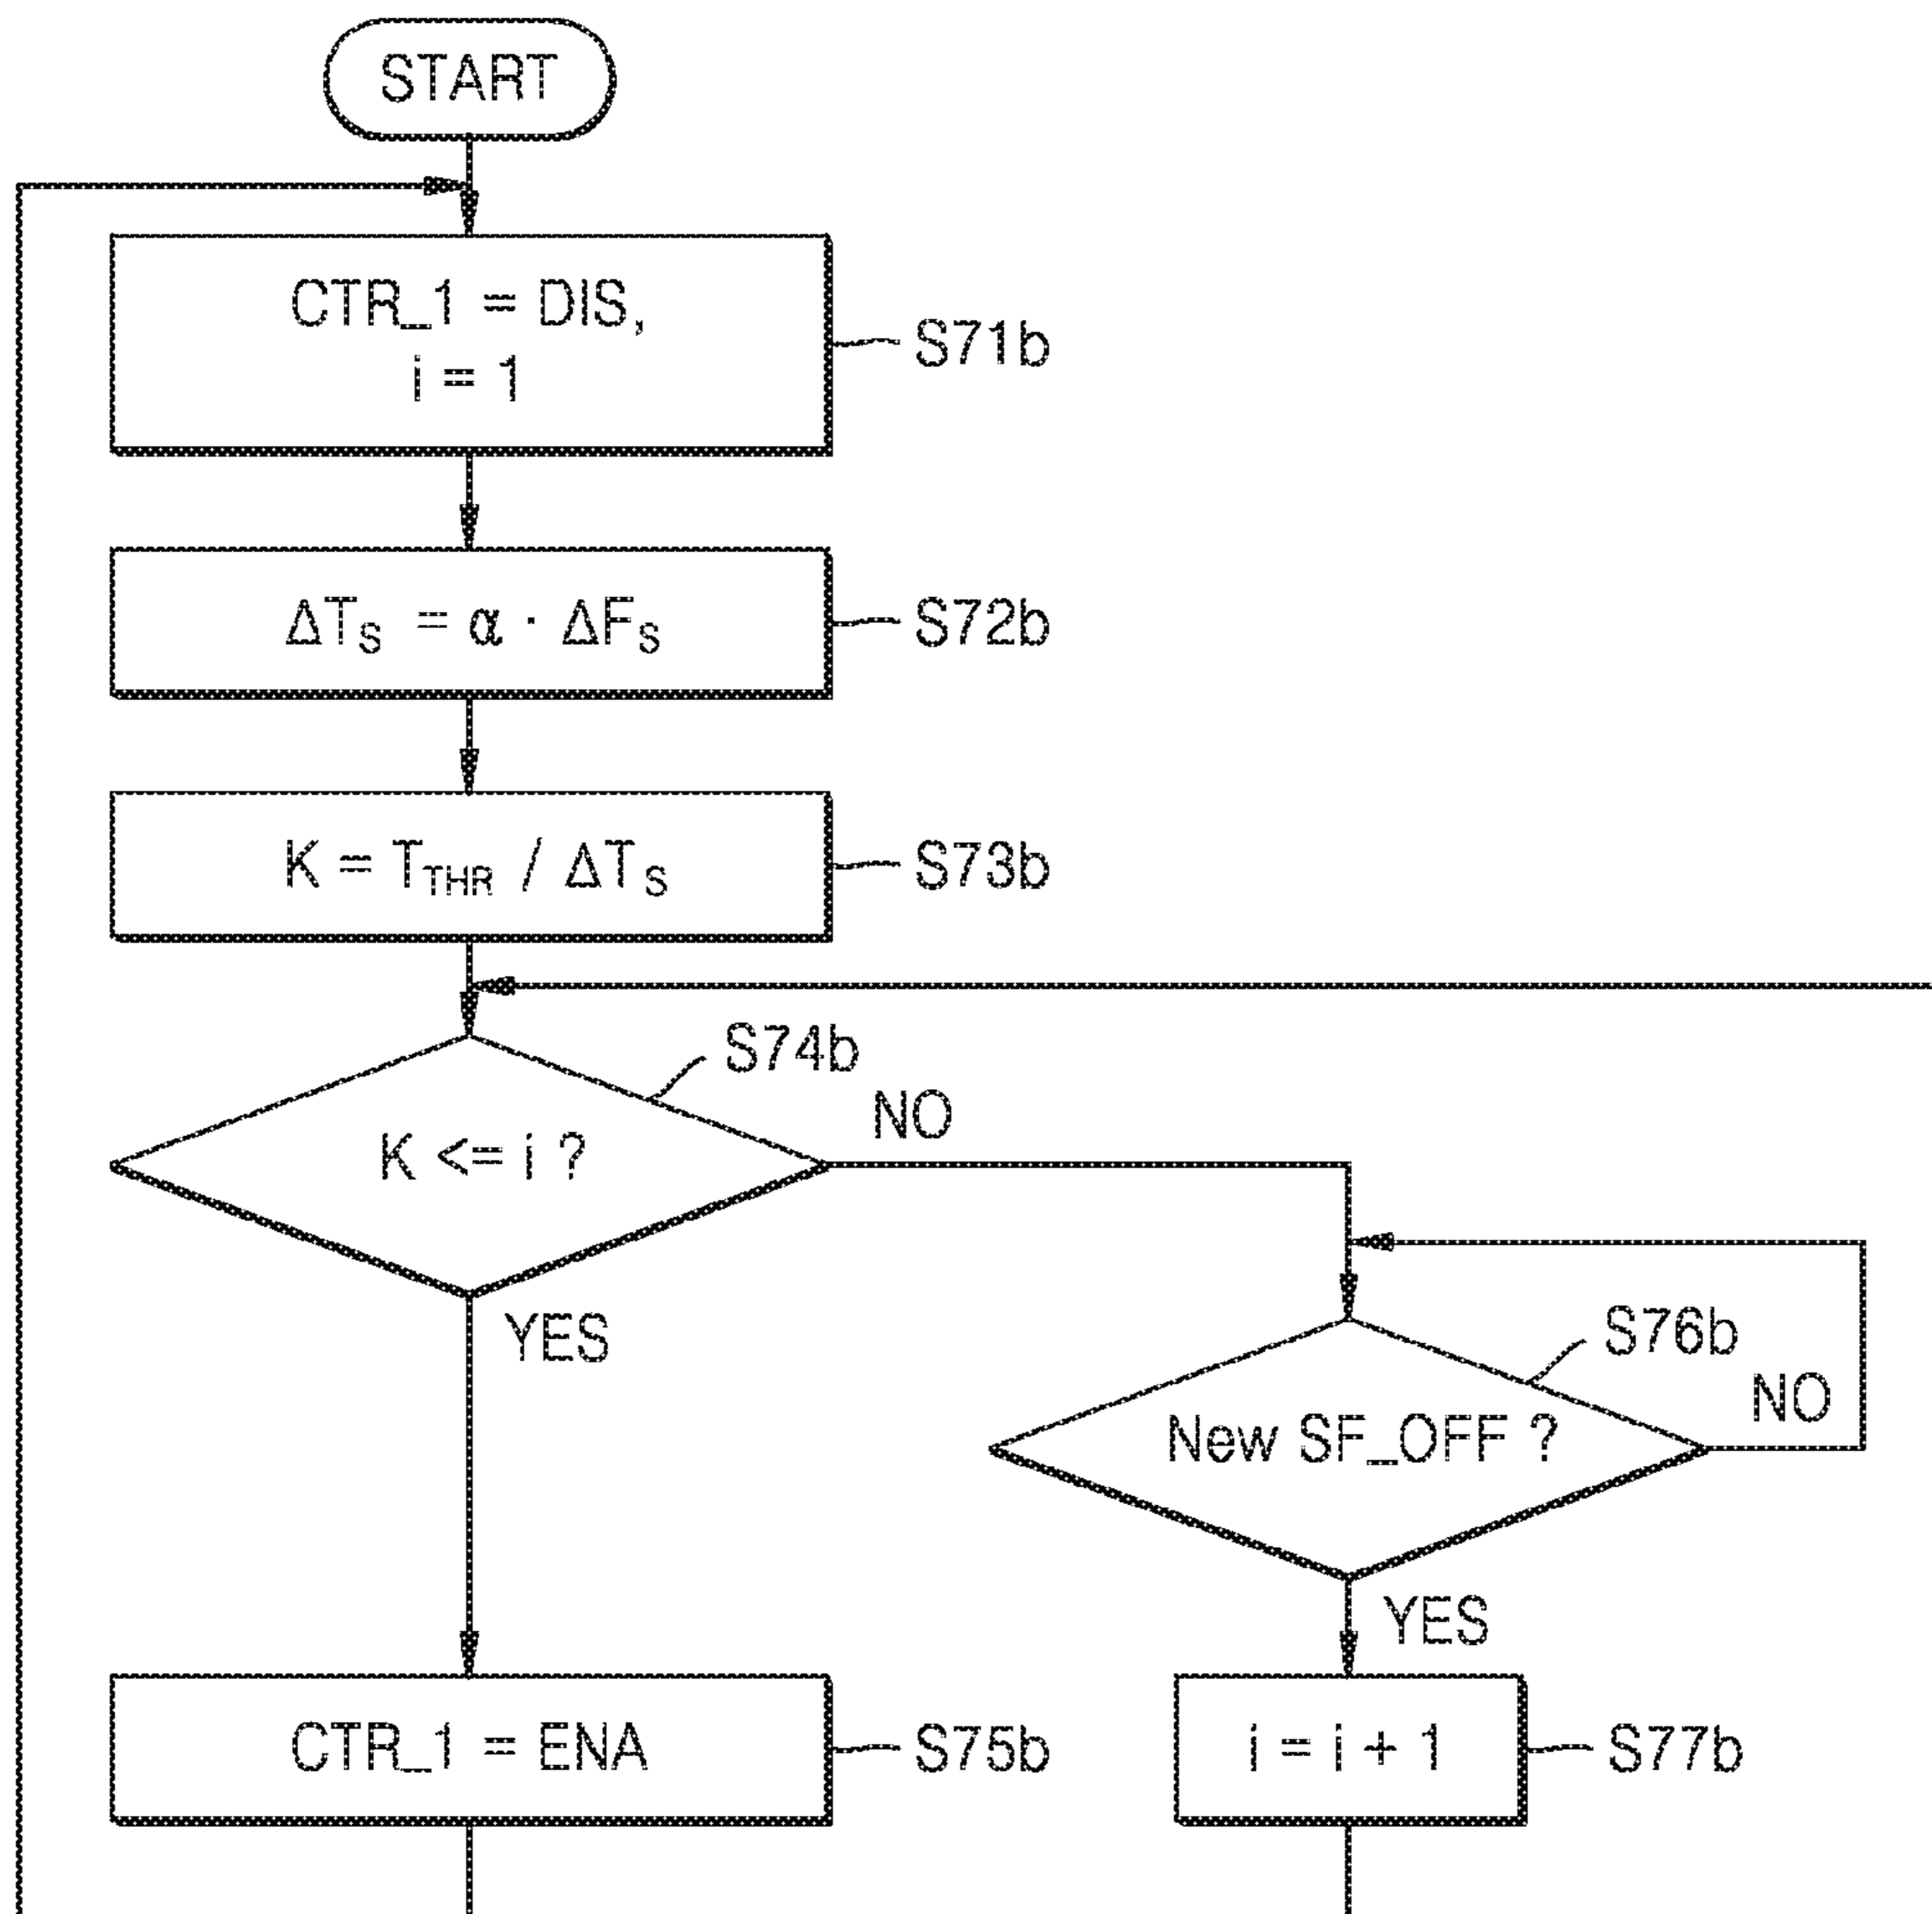 START
CTR_1 = DIS,
i = 1
S71b
ΔTS = α · ΔFS
S72b
K = TTHR / ΔTS
S73b
S74b
K <= i ?
NO
YES
S76b
New SF_OFF ?
NO
YES
CTR_1 = ENA
S75b
i = i + 1
S77b